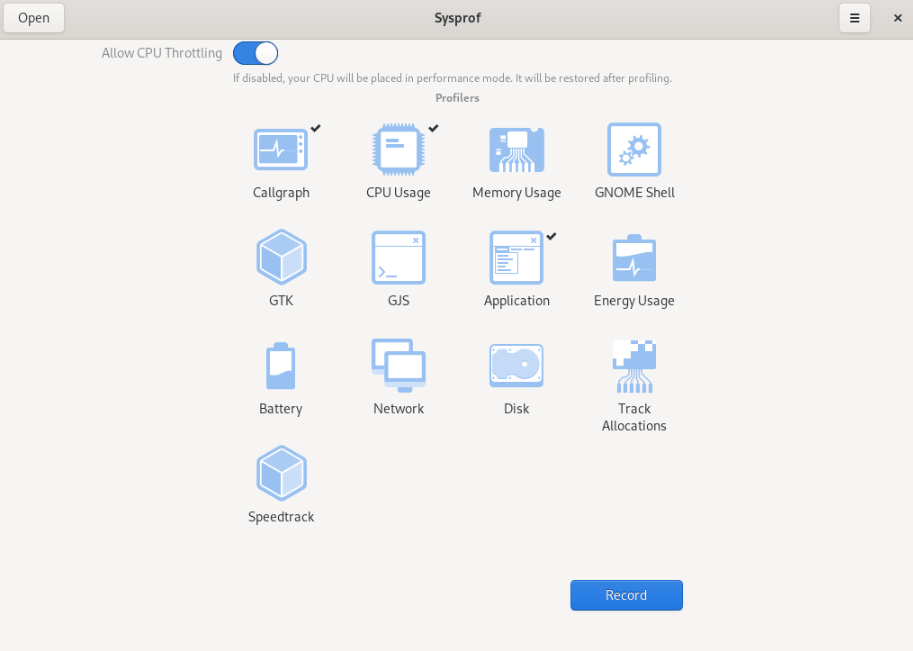 Open
Sysprof
Allow CPU Throttling
If disabled, your CPU will be placed in performance mode. It will be restored after profiling.
Profilers
Callgraph
CPU Usage
Memory Usage
GNOME Shell
GTK
GJS
Application
Energy Usage
Battery
Network
Disk
Track
Allocations
Speedtrack
Record